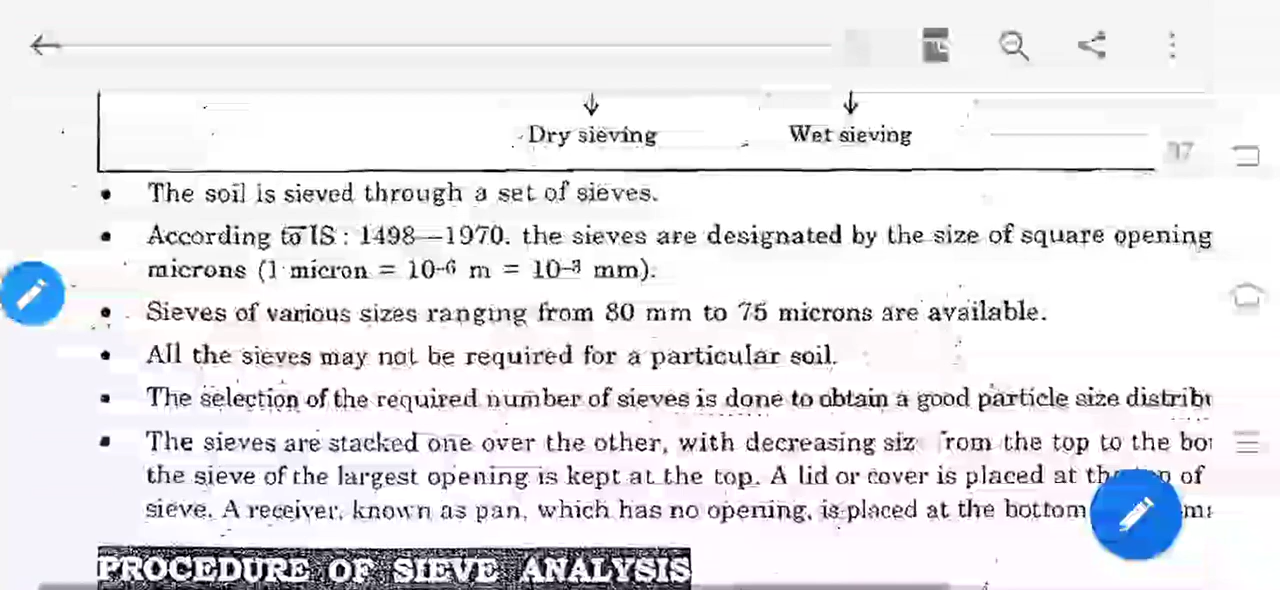 Dry sieving Wet sieving
37
• The soil is sieved through a set of sieves.
• According to IS : 1498—1970. the sieves are designated by the size of square opening
microns (1 micron = 10⁻⁶ m = 10⁻³ mm).
• Sieves of various sizes ranging from 80 mm to 75 microns are available.
• All the sieves may not be required for a particular soil.
• The selection of the required number of sieves is done to obtain a good particle size
• The sieves are stacked one over the other, with decreasing from the top to the
the sieve of the largest opening is kept at the top. A lid or cover is placed at of
sieve. A receiver, known as pan, which has no opening, is placed at the bottom
PROCEDURE OF SIEVE ANALYSIS